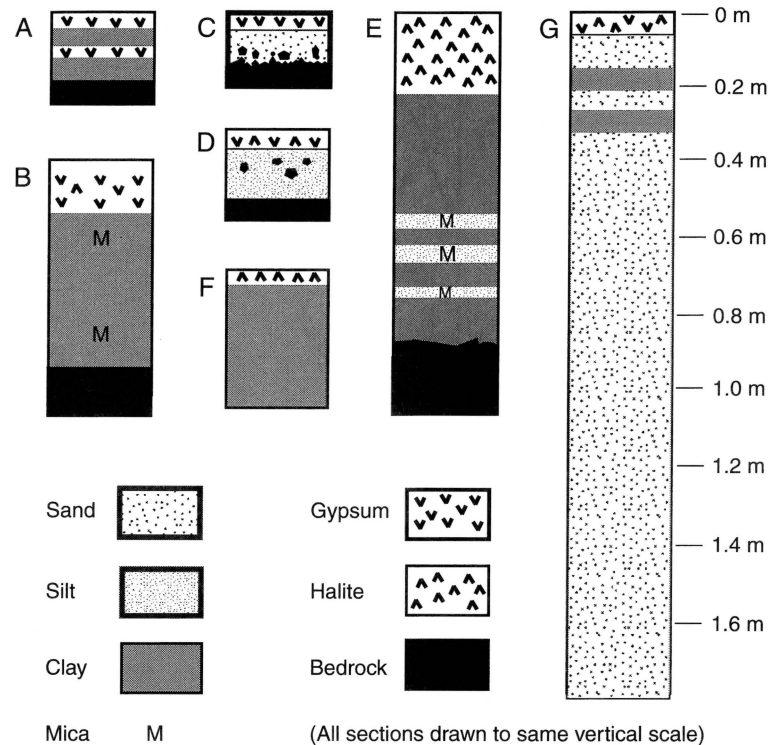 A
B
C
D
E
F
G
M
M
M
M
M
0 m
0.2 m
0.4 m
0.6 m
0.8 m
1.0 m
1.2 m
1.4 m
1.6 m
Sand
Gypsum
Silt
Halite
Clay
Bedrock
Mica M
(All sections drawn to same vertical scale)